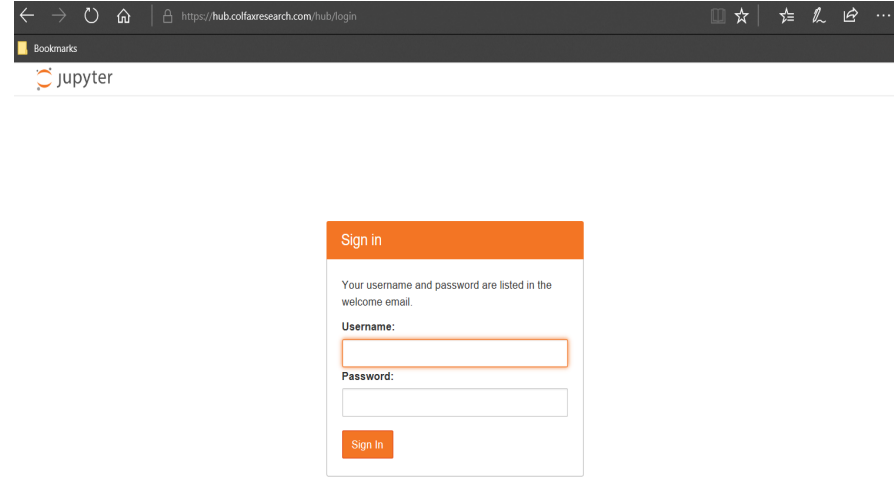 https://hub.colfaxresearch.com/hub/login
Bookmarks
jupyter
Sign in
Your username and password are listed in the
welcome email.
Username:
Password:
Sign In